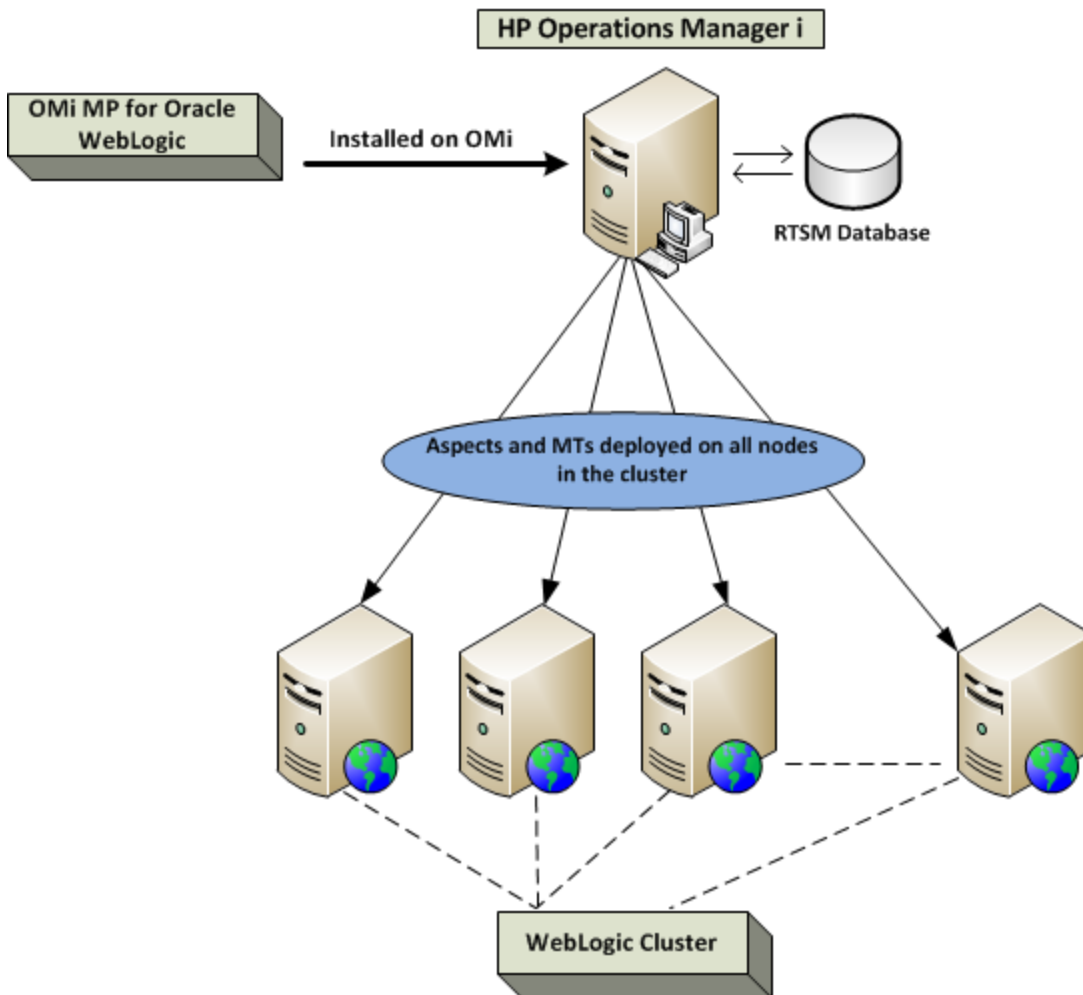 HP Operations Manager i
OMi MP for Oracle
WebLogic
Installed on OMi
RTSM Database
Aspects and MTs deployed on all nodes
in the cluster
WebLogic Cluster